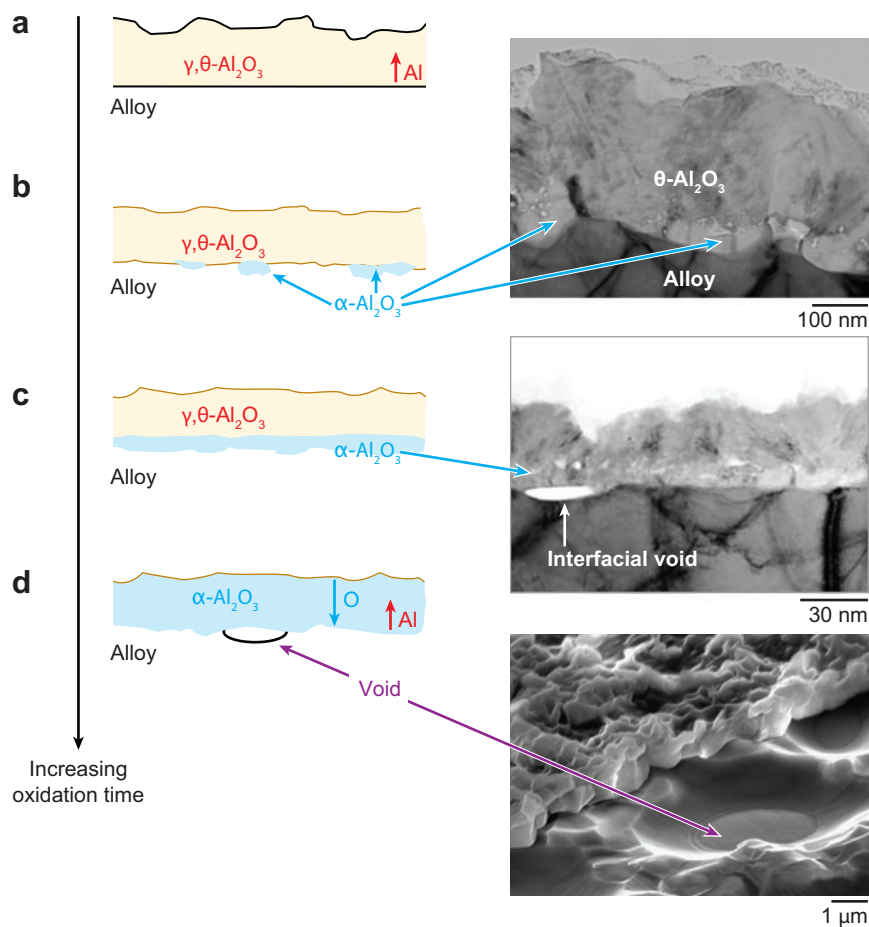 a
γ,θ-Al₂O₃
Al
Alloy
θ-Al₂O₃
Alloy
100 nm
b
γ,θ-Al₂O₃
Alloy
α-Al₂O₃
c
γ,θ-Al₂O₃
α-Al₂O₃
Alloy
Interfacial void
30 nm
d
α-Al₂O₃
O
Al
Alloy
Void
Increasing
oxidation time
1 µm